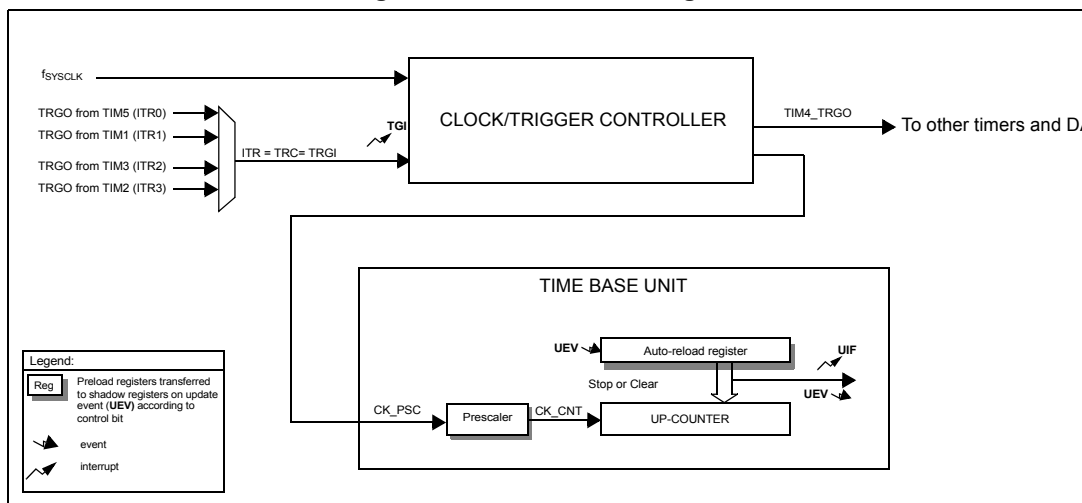 fSYSCLK
TRGO from TIM5 (ITR0)
TRGO from TIM1 (ITR1)
TRGO from TIM3 (ITR2)
TRGO from TIM2 (ITR3)
ITR = TRC= TRGI
TGI
CLOCK/TRIGGER CONTROLLER
TIM4_TRGO
To other timers and
TIME BASE UNIT
UEV
Auto-reload register
UIF
Stop or Clear
UEV
CK_PSC
Prescaler
CK_CNT
UP-COUNTER
Legend:
Reg
Preload registers transferred
to shadow registers on update
event (UEV) according to
control bit
event
interrupt